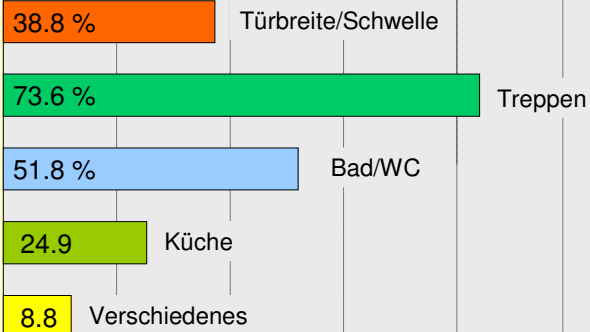 38.8 % Türbreite/Schwelle
73.6 % Treppen
51.8 % Bad/WC
24.9 Küche
8.8 Verschiedenes